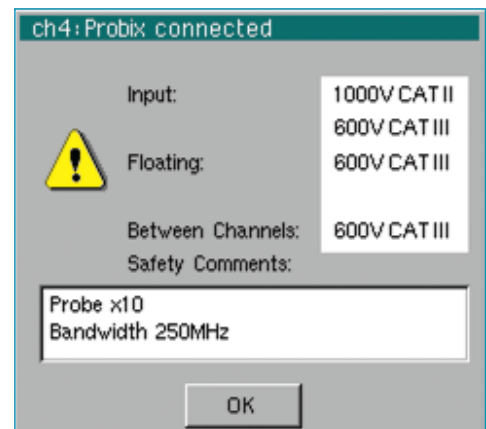 ch4:Probix connected
Input: 1000V CAT II
600V CAT III
Floating: 600V CAT III
Between Channels: 600V CAT III
Safety Comments:
Probe x10
Bandwidth 250MHz
OK